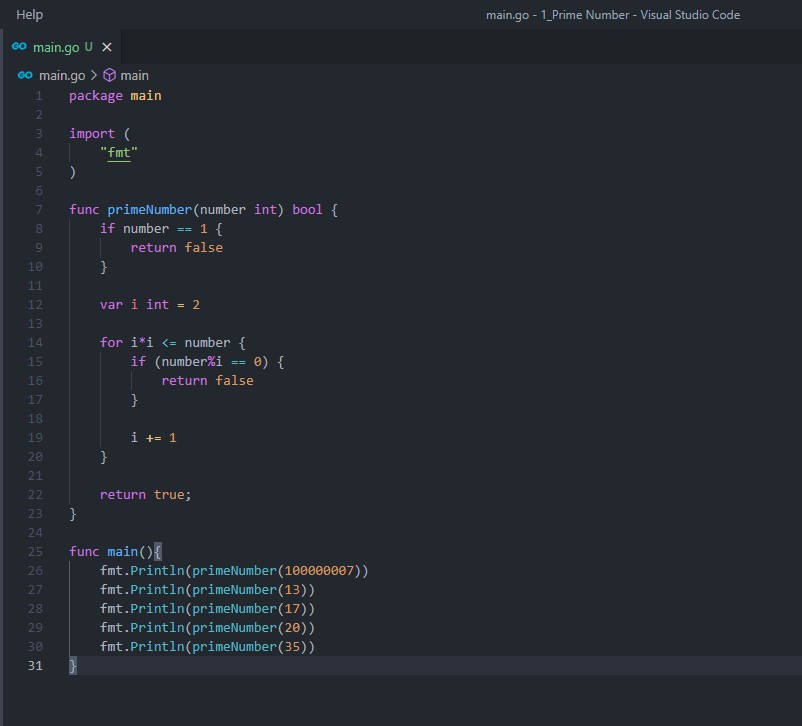 Help main.go - 1_Prime Number - Visual Studio Code
GO main.go U ×
GO main.go > main
1 package main
2
3 import (
4     "fmt"
5 )
6
7 func primeNumber(number int) bool {
8     if number == 1 {
9         return false
10     }
11
12     var i int = 2
13
14     for i*i <= number {
15         if (number%i == 0) {
16             return false
17         }
18
19         i += 1
20     }
21
22     return true;
23 }
24
25 func main(){
26     fmt.Println(primeNumber(100000007))
27     fmt.Println(primeNumber(13))
28     fmt.Println(primeNumber(17))
29     fmt.Println(primeNumber(20))
30     fmt.Println(primeNumber(35))
31 }